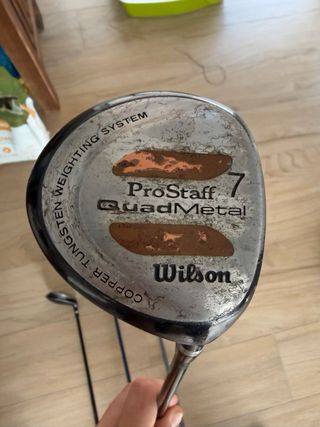 COPPER TUNGSTEN WEIGHTING SYSTEM
ProStaff 7
QuadMetal
Wilson